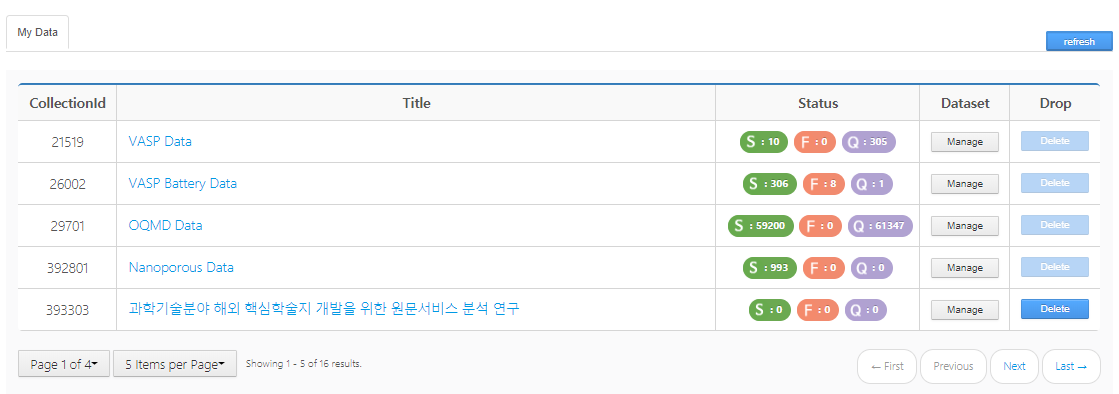 My Data
refresh
CollectionId Title Status Dataset Drop
21519 VASP Data S : 10 F : 0 Q : 305 Manage Delete
26002 VASP Battery Data S : 306 F : 8 Q : 1 Manage Delete
29701 OQMD Data S : 59200 F : 0 Q : 61347 Manage Delete
392801 Nanoporous Data S : 993 F : 0 Q : 0 Manage Delete
393303 과학기술분야 해외 핵심학술지 개발을 위한 원문서비스 분석 연구 S : 0 F : 0 Q : 0 Manage Delete
Page 1 of 4 5 Items per Page Showing 1 - 5 of 16 results. ← First Previous Next Last →